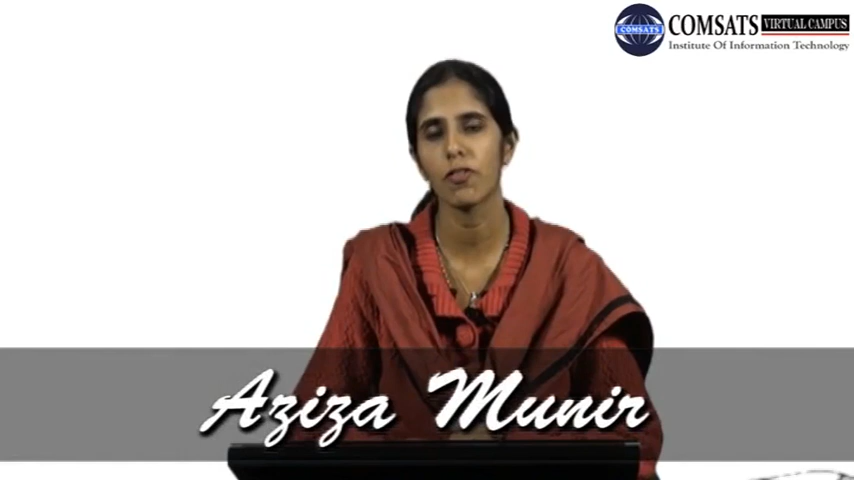 COMSATS VIRTUAL CAMPUS
Institute Of Information Technology
COMSATS
Aziza Munir